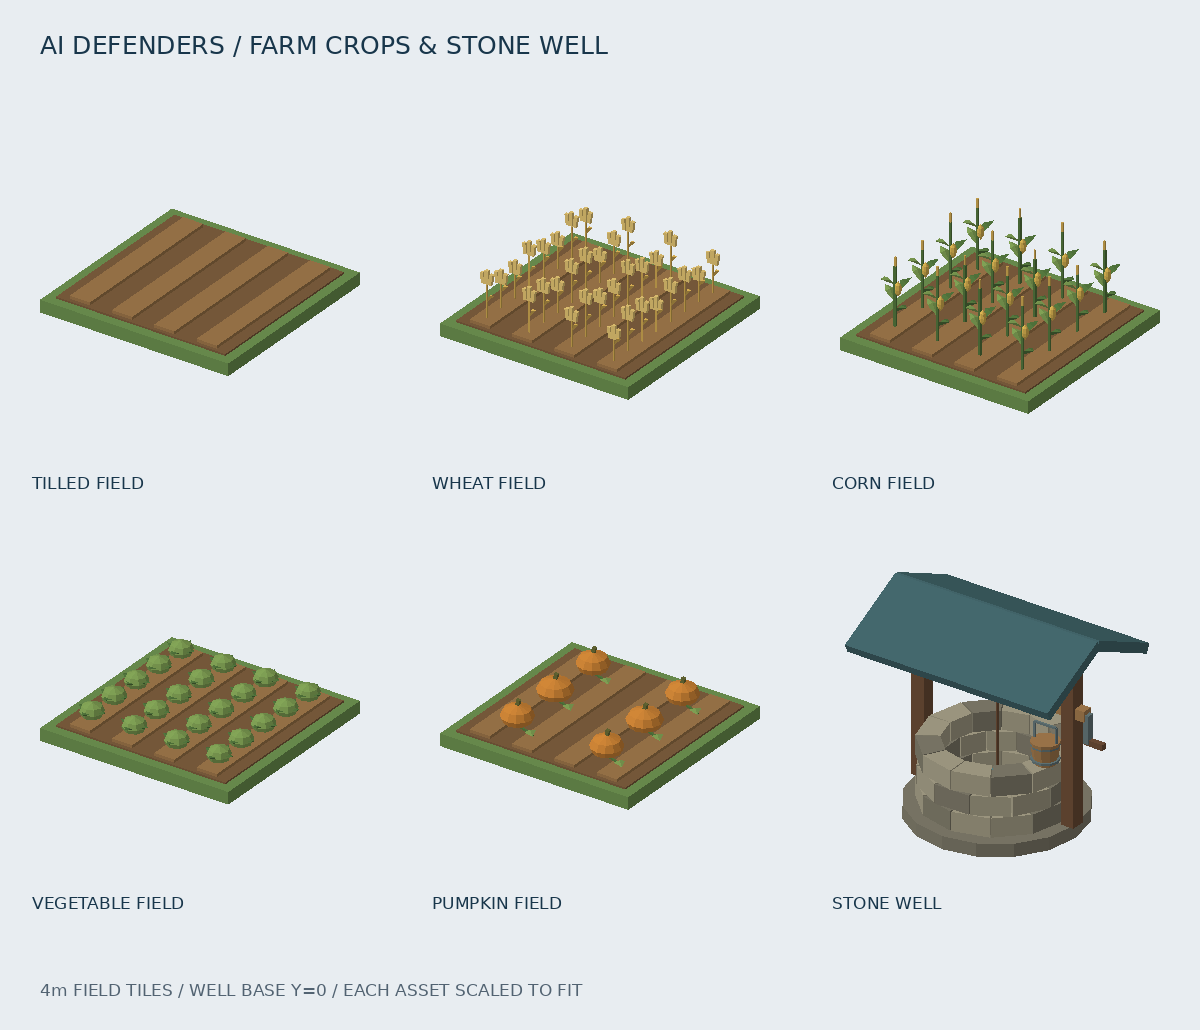 AI DEFENDERS / FARM CROPS & STONE WELL
TILLED FIELD
WHEAT FIELD
CORN FIELD
VEGETABLE FIELD
PUMPKIN FIELD
STONE WELL
4m FIELD TILES / WELL BASE Y=0 / EACH ASSET SCALED TO FIT